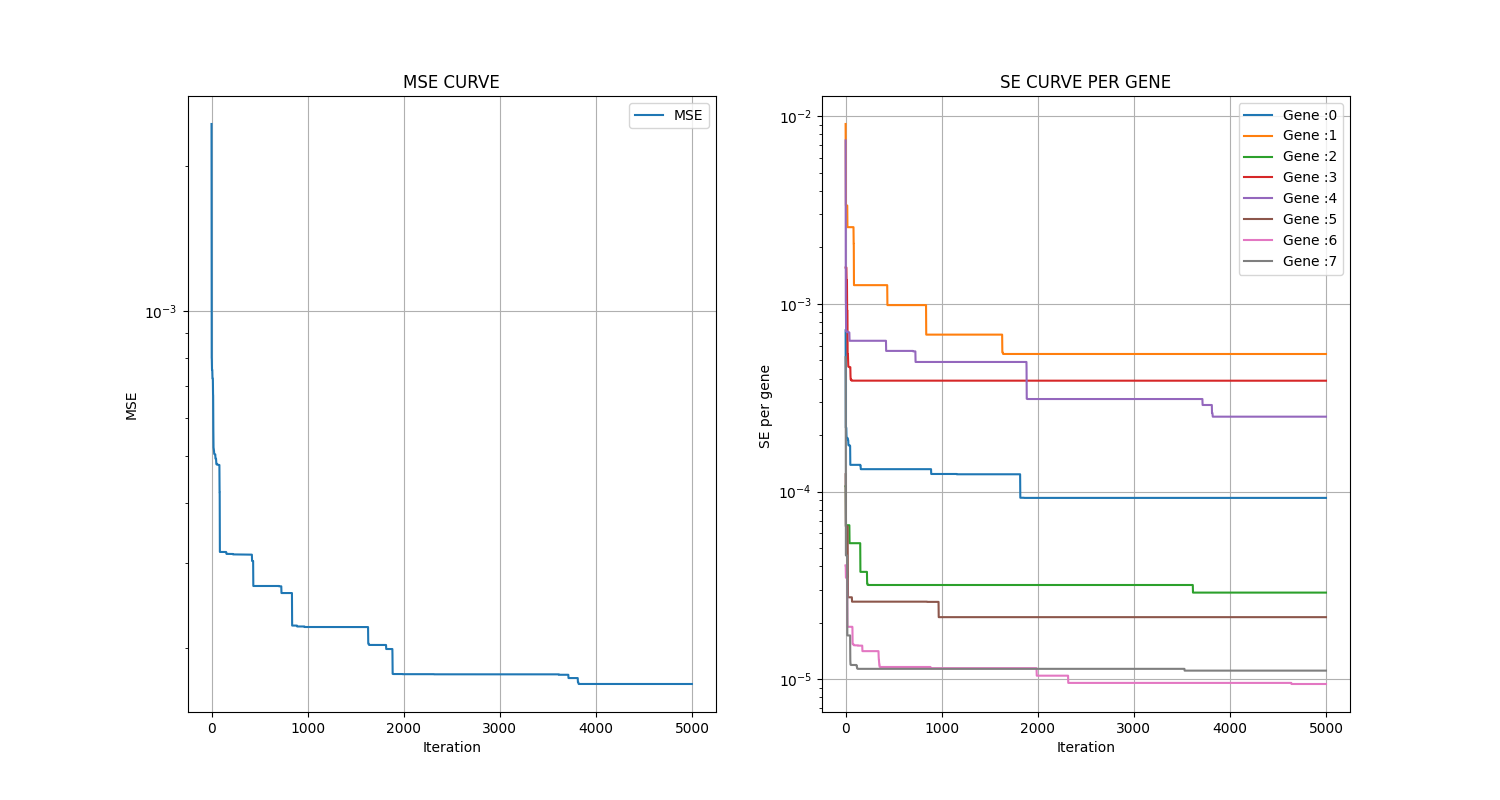 MSE CURVE
MSE
10⁻³
MSE
0 1000 2000 3000 4000 5000
Iteration
SE CURVE PER GENE
Gene :0
Gene :1
Gene :2
Gene :3
Gene :4
Gene :5
Gene :6
Gene :7
10⁻²
10⁻³
10⁻⁴
10⁻⁵
SE per gene
0 1000 2000 3000 4000 5000
Iteration